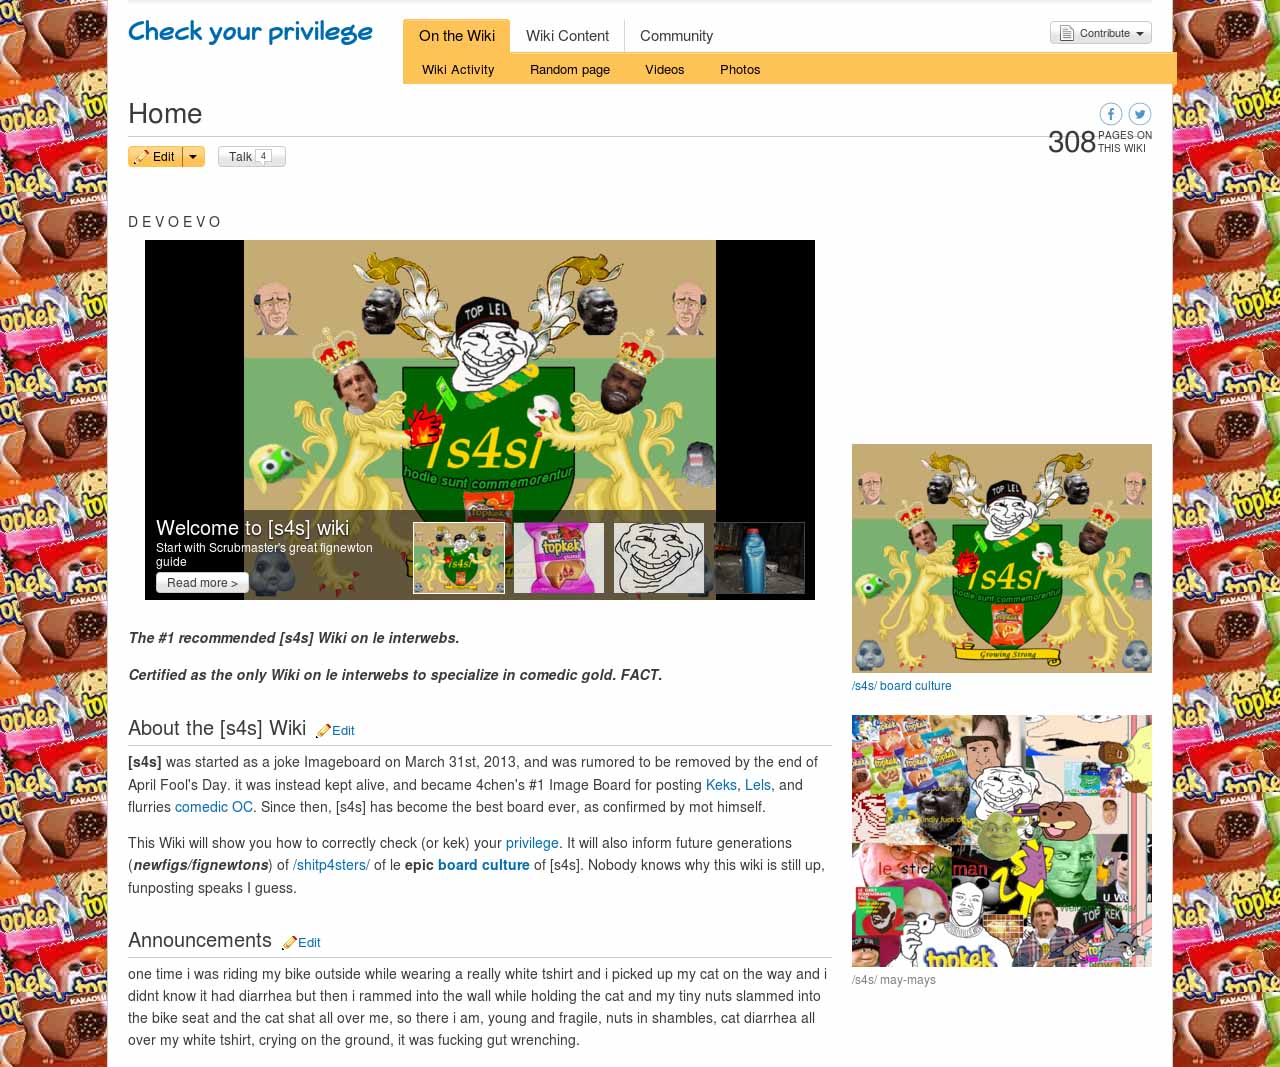 Check your privilege
On the Wiki
Wiki Content
Community
Contribute
Wiki Activity
Random page
Videos
Photos
Home
308 PAGES ON THIS WIKI
Edit
Talk 4
D E V O E V O
TOP LEL
/s4s/
hodie sunt commemorentur
Welcome to [s4s] wiki
Start with Scrubmaster's great fignewton
guide
Read more >
topkek
TOP LEL
/s4s/
hodie sunt commemorentur
Growing Strong
/s4s/ board culture
The #1 recommended [s4s] Wiki on le interwebs.
Certified as the only Wiki on le interwebs to specialize in comedic gold. FACT.
About the [s4s] Wiki Edit
[s4s] was started as a joke Imageboard on March 31st, 2013, and was rumored to be removed by the end of
April Fool's Day. it was instead kept alive, and became 4chen's #1 Image Board for posting Keks, Lels, and
flurries comedic OC. Since then, [s4s] has become the best board ever, as confirmed by mot himself.
This Wiki will show you how to correctly check (or kek) your privilege. It will also inform future generations
(newfigs/fignewtons) of /shitp4sters/ of le epic board culture of [s4s]. Nobody knows why this wiki is still up,
funposting speaks I guess.
le sticky man
TOP KEK
topkek
/s4s/ may-mays
Announcements Edit
one time i was riding my bike outside while wearing a really white tshirt and i picked up my cat on the way and i
didnt know it had diarrhea but then i rammed into the wall while holding the cat and my tiny nuts slammed into
the bike seat and the cat shat all over me, so there i am, young and fragile, nuts in shambles, cat diarrhea all
over my white tshirt, crying on the ground, it was fucking gut wrenching.
topkek
KAKAOLU